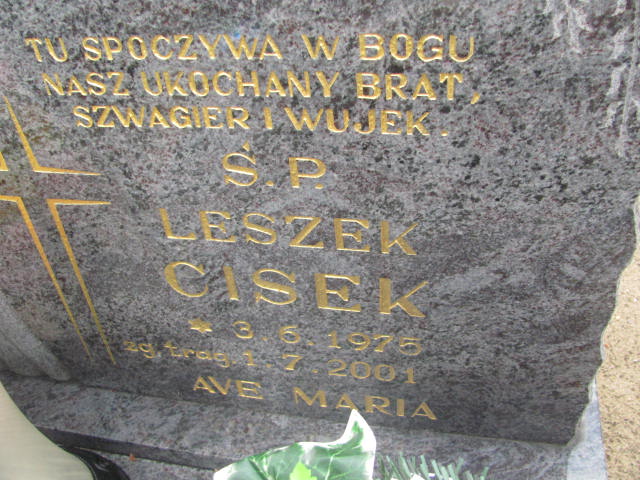 TU SPOCZYWA W BOGU
NASZ UKOCHANY BRAT,
SZWAGIER I WUJEK.
Ś.P.
LESZEK
CISEK
* 3.6.1975
zg. trag. 1.7.2001
AVE MARIA